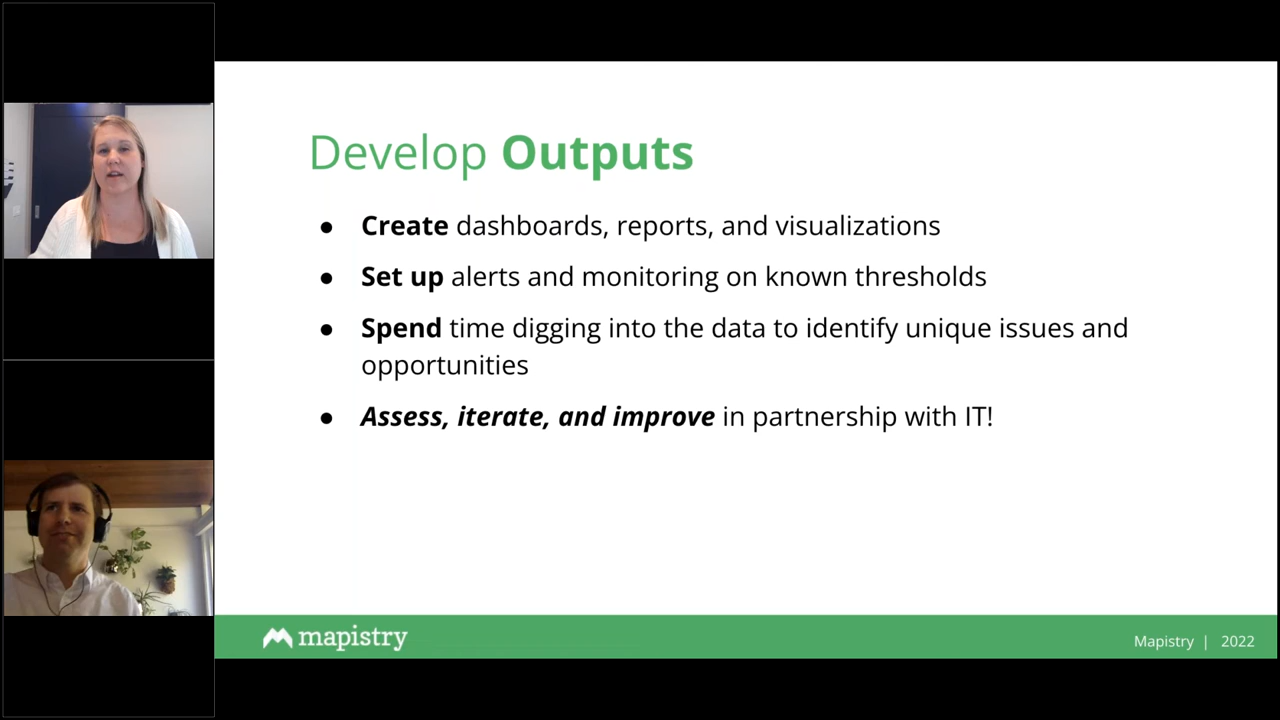 Develop Outputs
● Create dashboards, reports, and visualizations
● Set up alerts and monitoring on known thresholds
● Spend time digging into the data to identify unique issues and
opportunities
● Assess, iterate, and improve in partnership with IT!
mapistry
Mapistry | 2022